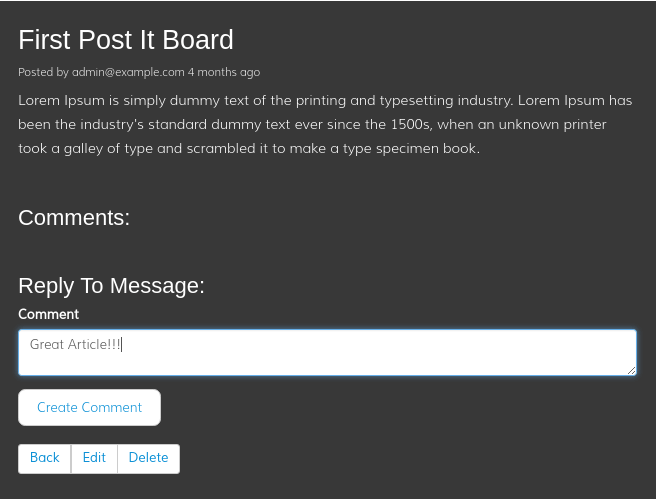 First Post It Board
Posted by admin@example.com 4 months ago
Lorem Ipsum is simply dummy text of the printing and typesetting industry. Lorem Ipsum has
been the industry's standard dummy text ever since the 1500s, when an unknown printer
took a galley of type and scrambled it to make a type specimen book.
Comments:
Reply To Message:
Comment
Great Article!!!
Create Comment
Back Edit Delete